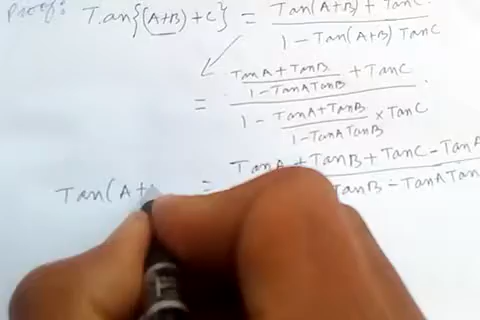 Proof: Tan{(A+B)+C} = Tan(A+B) + TanC
1 - Tan(A+B) TanC
= TanA + TanB
1 - TanA TanB + TanC
1 - TanA + TanB × TanC
1 - TanA TanB
Tan(A + = TanA + TanB + TanC - TanA
TanB - TanA Tan